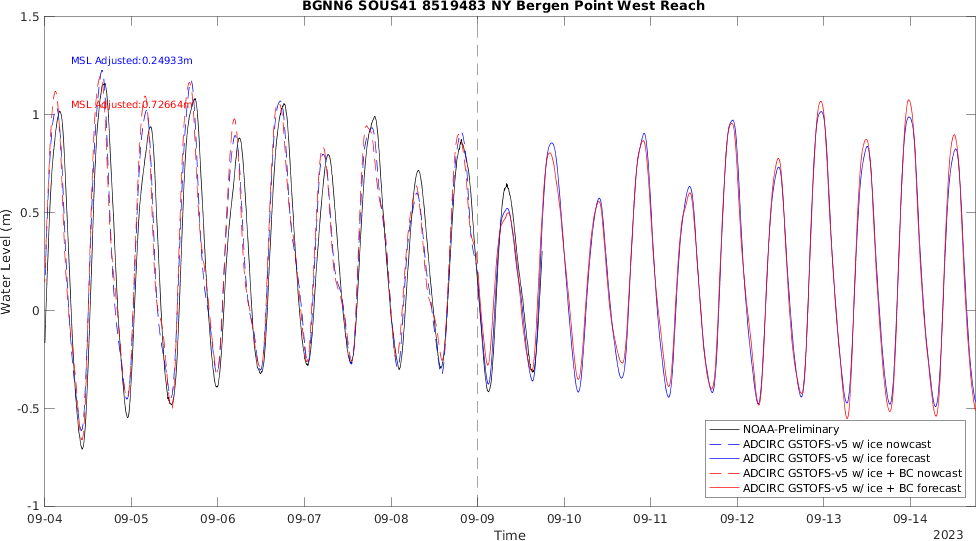 BGNN6 SOUS41 8519483 NY Bergen Point West Reach
1.5
MSL Adjusted:0.24933m
MSL Adjusted:0.72664m
1
0.5
0
-0.5
-1
Water Level (m)
NOAA-Preliminary
ADCIRC GSTOFS-v5 w/ ice nowcast
ADCIRC GSTOFS-v5 w/ ice forecast
ADCIRC GSTOFS-v5 w/ ice + BC nowcast
ADCIRC GSTOFS-v5 w/ ice + BC forecast
09-04 09-05 09-06 09-07 09-08 09-09 09-10 09-11 09-12 09-13 09-14
Time
2023